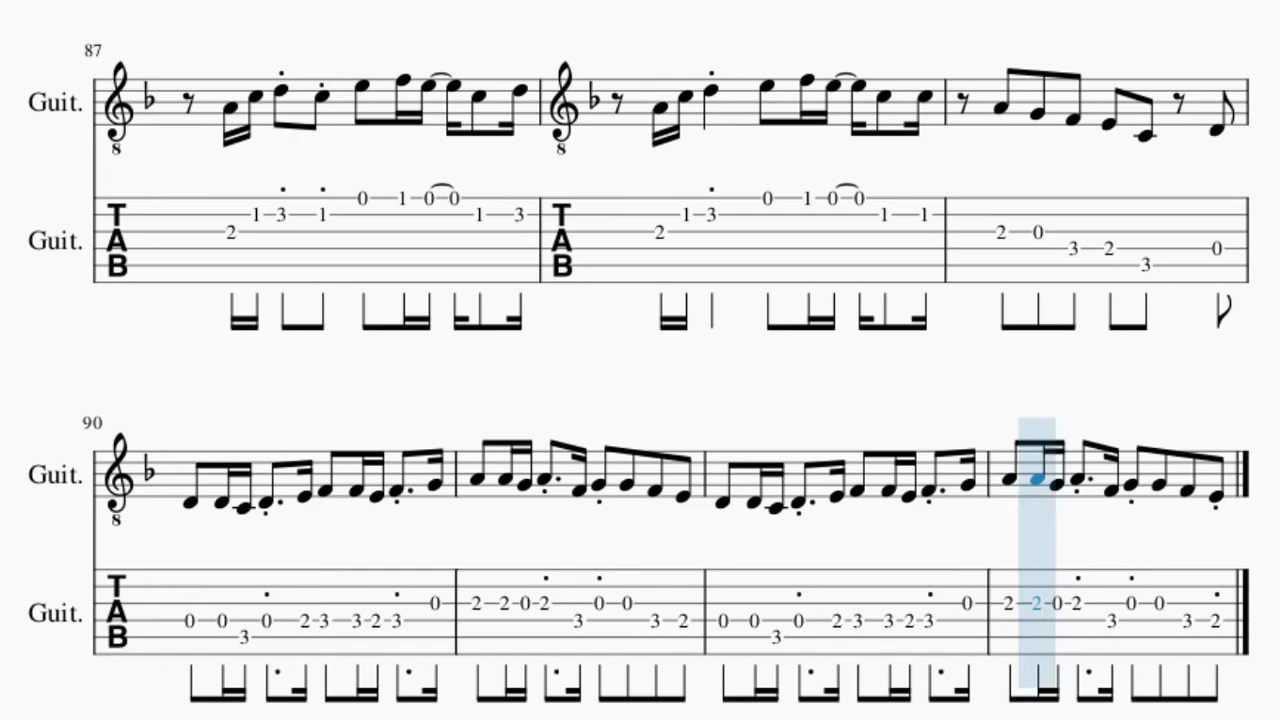 87
Guit.
8
8
Guit.
T
A
B
2 1 3 1 0 1 0 0 1 3
T
A
B
2 1 3 0 1 0 0 1 1
2 0 3 2 3 0
90
Guit.
8
Guit.
T
A
B
0 0 3 0 2 3 3 2 3 0
2 2 0 2 3 0 0 3 2
0 0 3 0 2 3 3 2 3 0
2 2 0 2 3 0 0 3 2